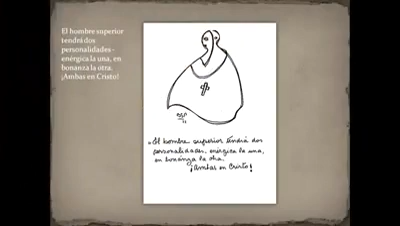 El hombre superior
tendrá dos
personalidades-
enérgica la una, en
bonanza la otra.
¡Ambas en Cristo!
"El hombre superior tendrá dos
personalidades, enérgica la una,
en bonanza la otra.
¡Ambas en Cristo!